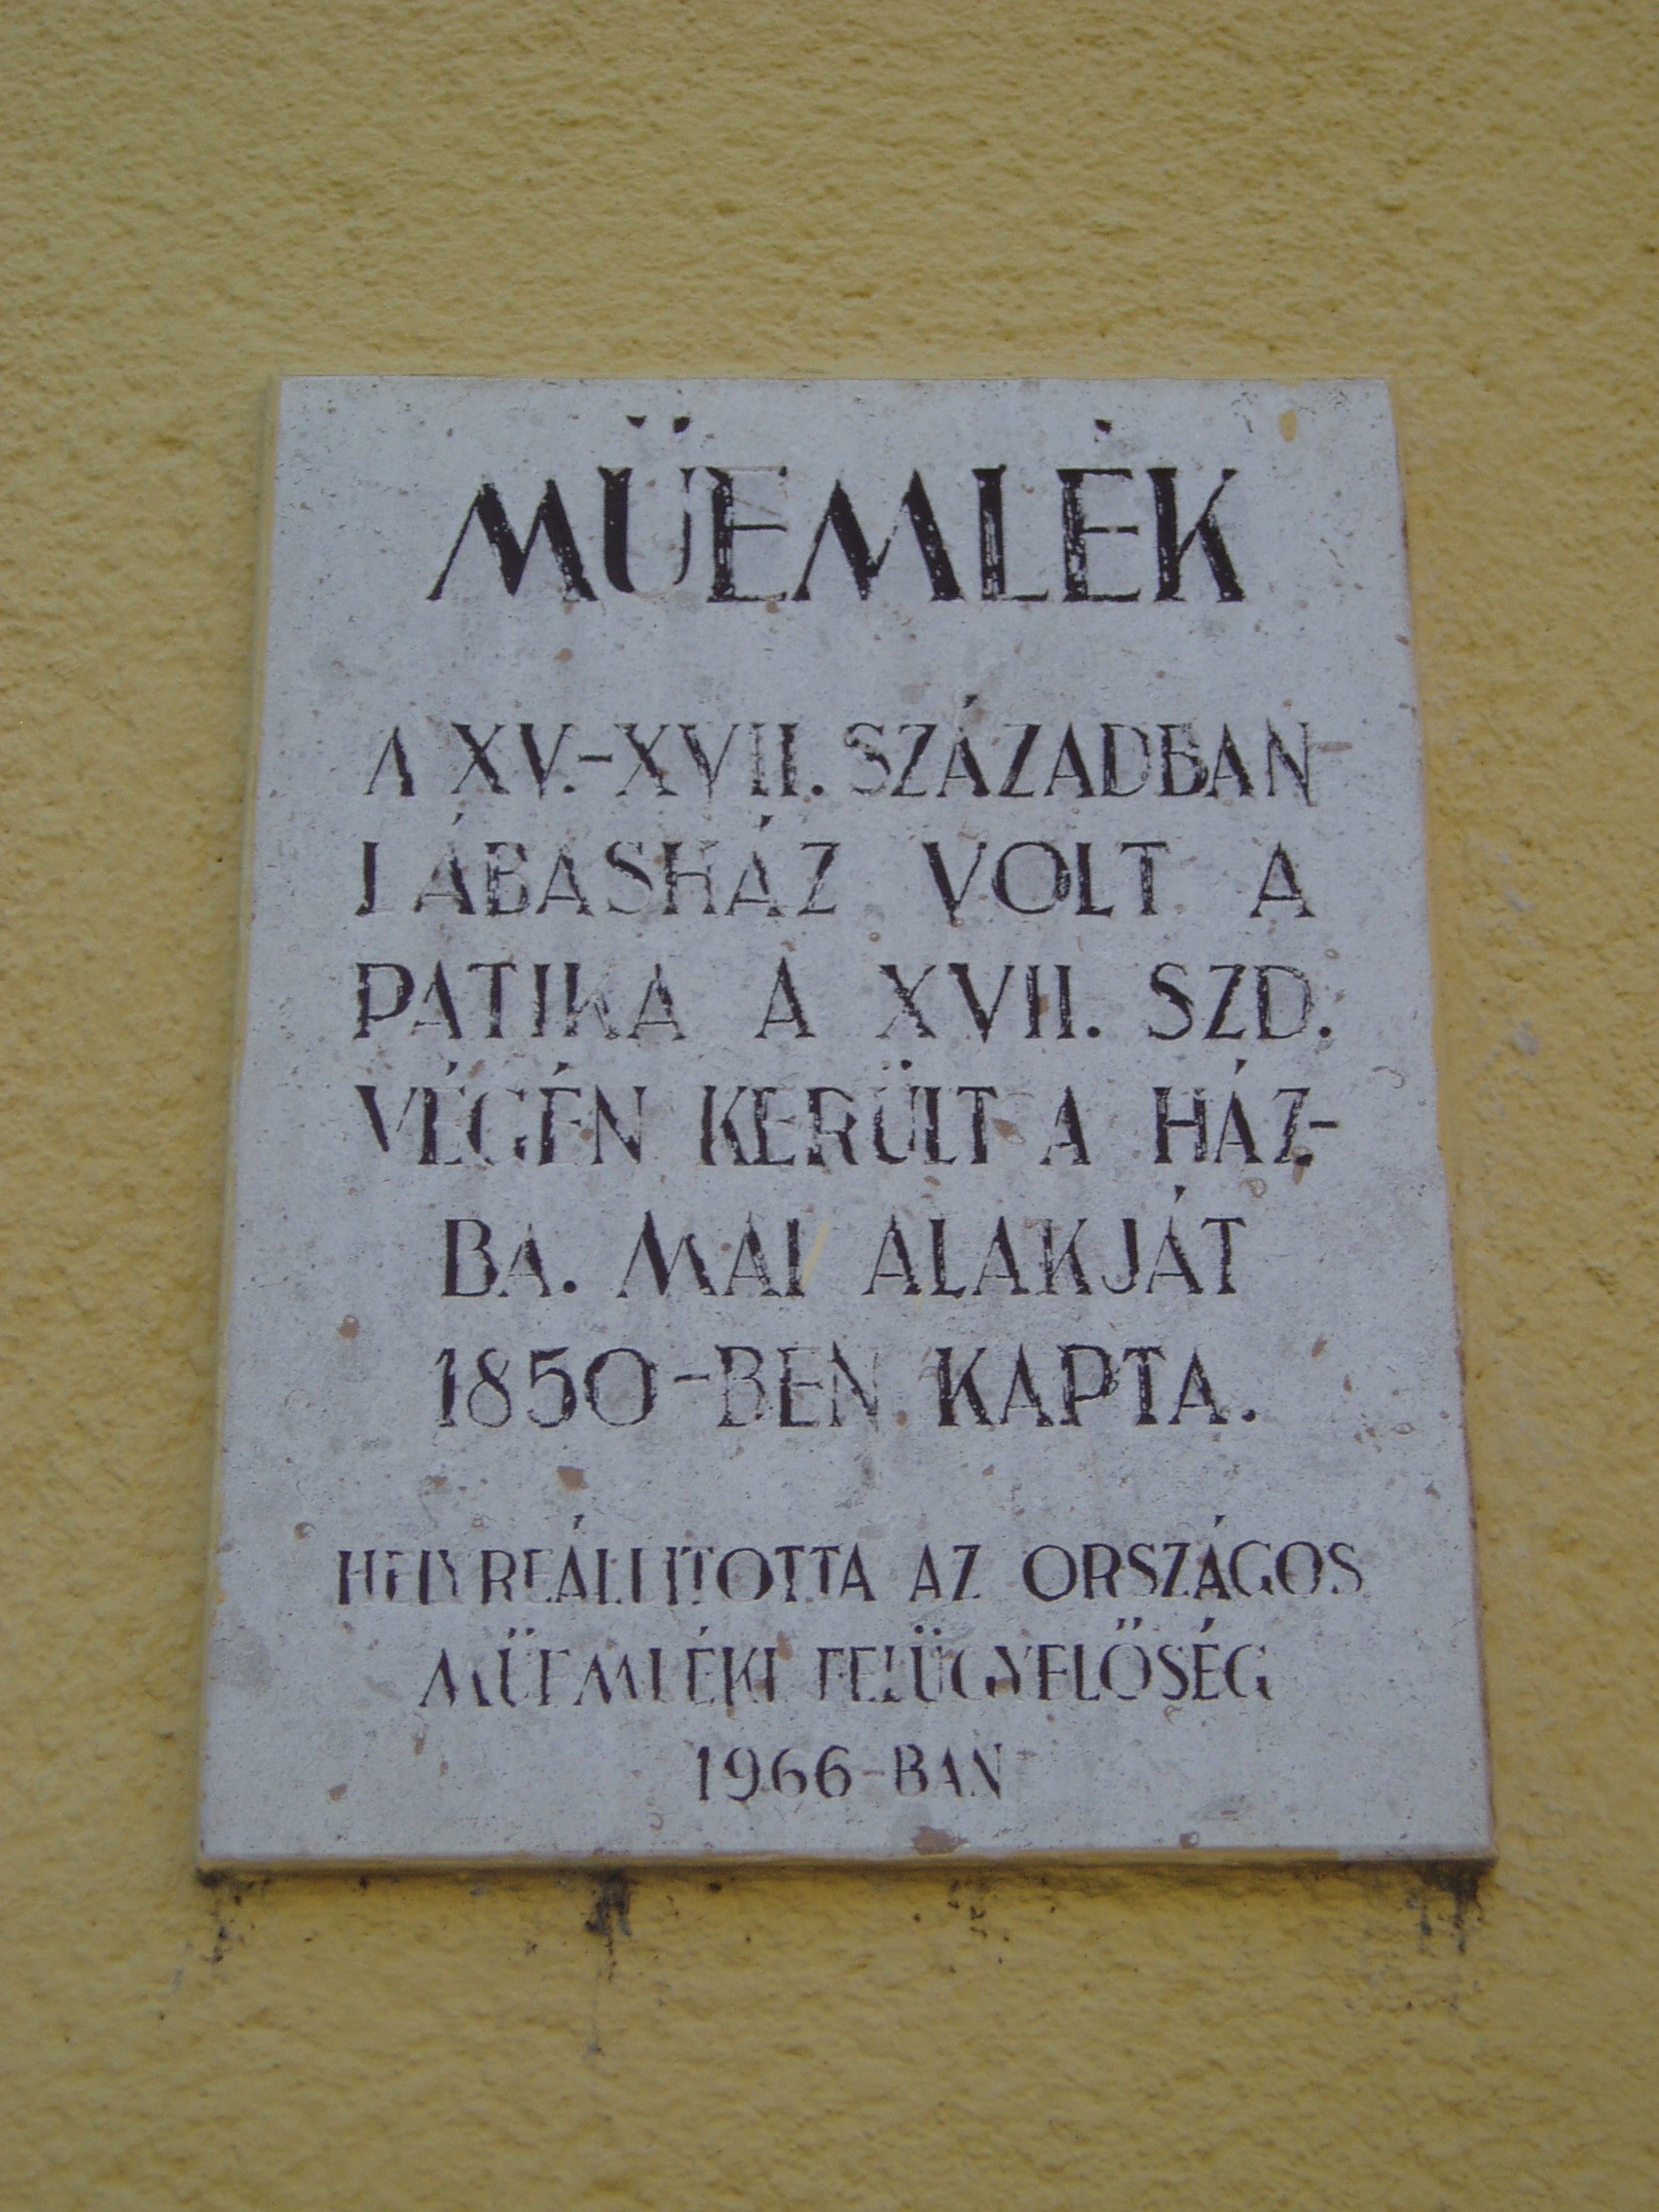 MŰEMLÉK
A XV.-XVII. SZÁZADBAN
LÁBASHÁZ VOLT A
PATIKA A XVII. SZD.
VÉGÉN KERÜLT A HÁZ-
BA. MAI ALAKJÁT
1850-BEN KAPTA.
HELYREÁLLÍTOTTA AZ ORSZÁGOS
MŰEMLÉKI FELÜGYELŐSÉG
1966-BAN